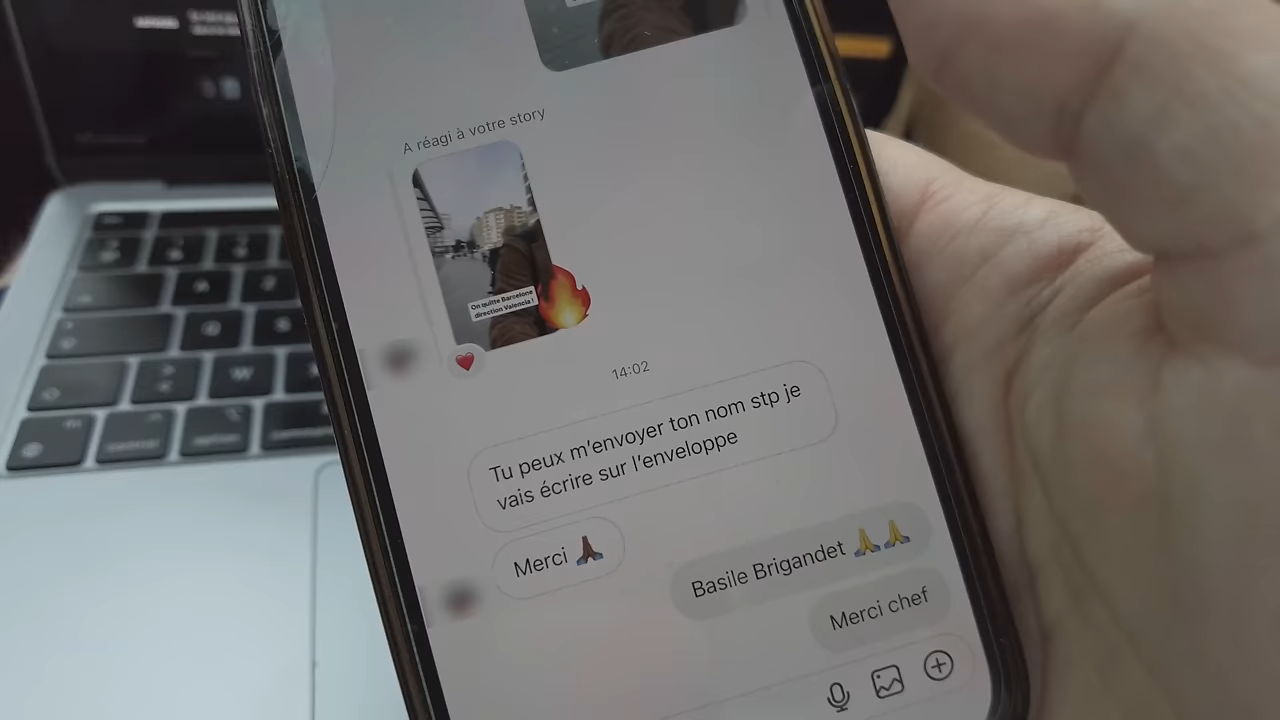 A réagi à votre story
On quitte Barcelone
direction Valencia !
14:02
Tu peux m'envoyer ton nom stp je
vais écrire sur l'enveloppe
Merci 🙏🏿
Basile Brigandet 🙏🙏
Merci chef
W
option